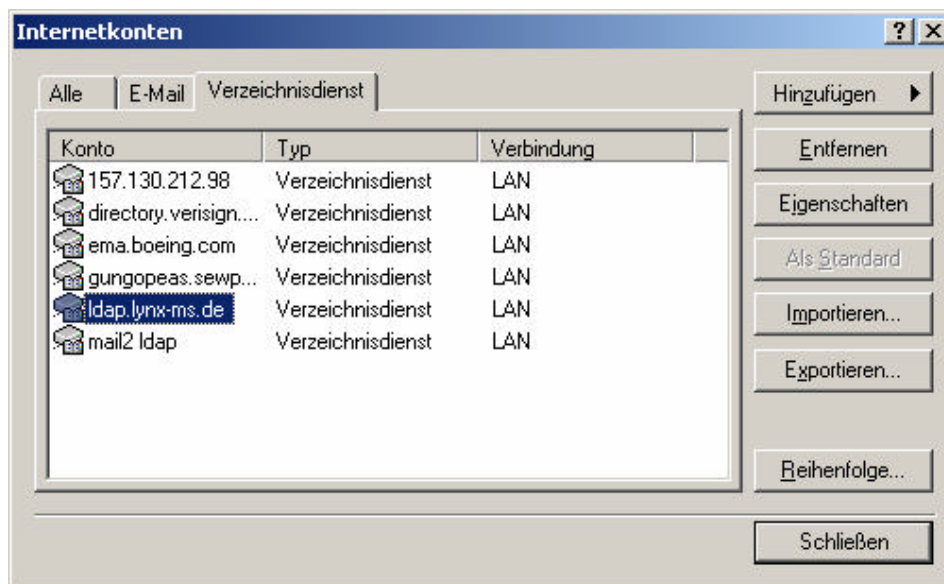 Internetkonten
Alle E-Mail Verzeichnisdienst
Konto Typ Verbindung
157.130.212.98 Verzeichnisdienst LAN
directory.verisign.... Verzeichnisdienst LAN
ema.boeing.com Verzeichnisdienst LAN
gungopeas.sewp... Verzeichnisdienst LAN
ldap.lynx-ms.de Verzeichnisdienst LAN
mail2 ldap Verzeichnisdienst LAN
Hinzufügen
Entfernen
Eigenschaften
Als Standard
Importieren...
Exportieren...
Reihenfolge...
Schließen